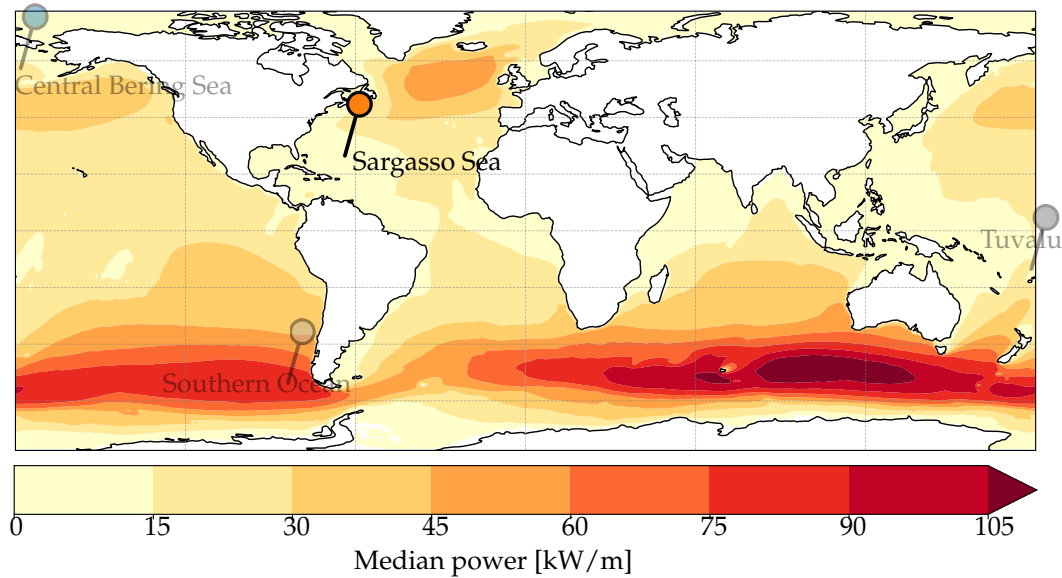 Central Bering Sea
Sargasso Sea
Tuvalu
Southern Ocean
0 15 30 45 60 75 90 105
Median power [kW/m]